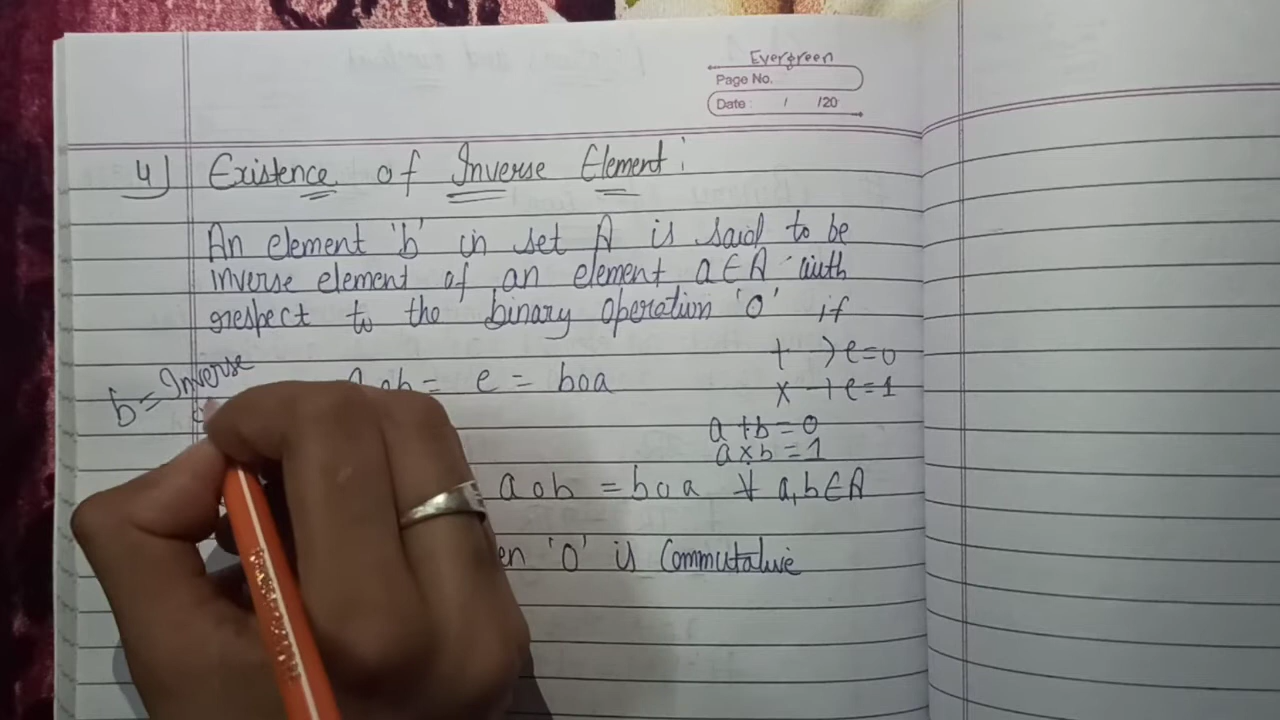 Evergreen
Page No.
Date : / /20
4) Existence of Inverse Element :
An element 'b' in set A is said to be
inverse element of an element a∈A with
respect to the binary operation 'O' if
+ → e=0
b = Inverse
aob = e = boa
x → e=1
a+b=0
a×b=1
aob = boa ∀ a,b∈A
'O' is Commutative